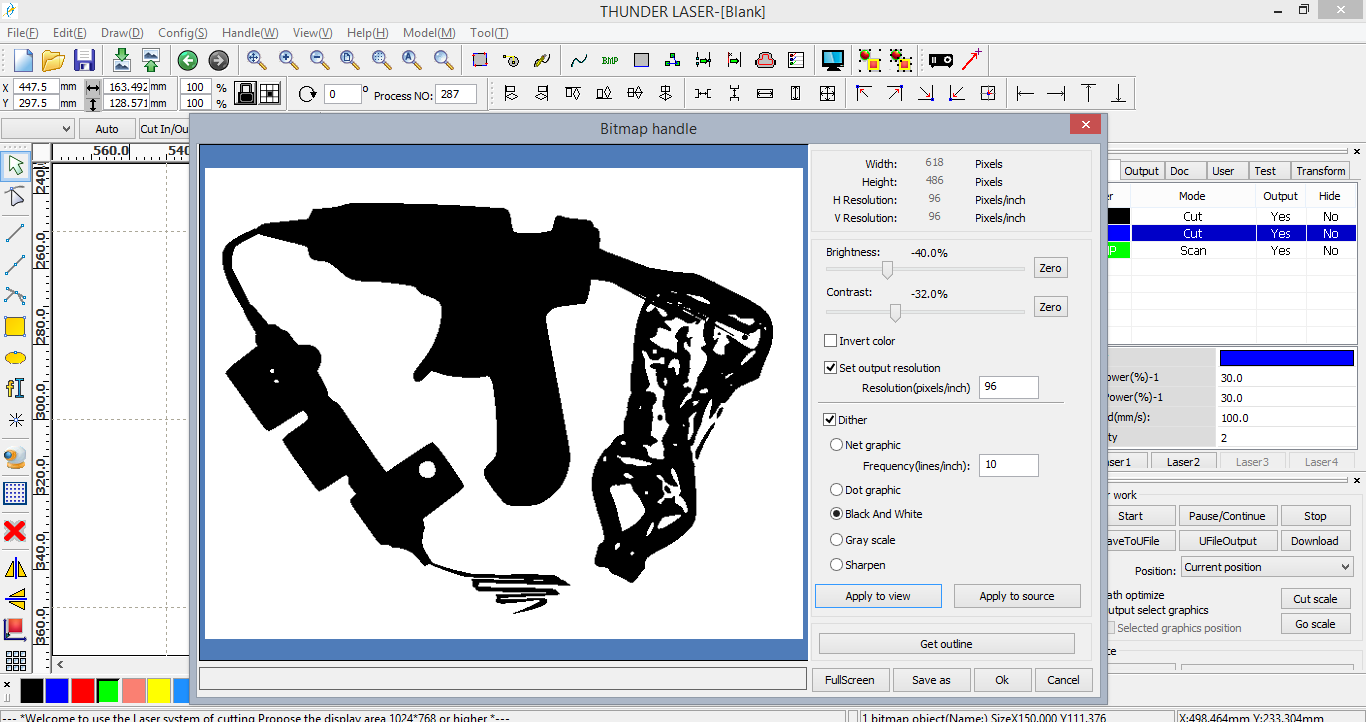 THUNDER LASER-[Blank]
File(F) Edit(E) Draw(D) Config(S) Handle(W) View(V) Help(H) Model(M) Tool(T)
BMP
X 447.5 mm 163.492 mm 100 %
Y 297.5 mm 128.571 mm 100 %
0 °
Process NO: 287
Auto
Cut In/Ou
560.0 540
240
260.0
280.0
300.0
320.0
340.0
360.0
Bitmap handle
Width: 618 Pixels
Height: 486 Pixels
H Resolution: 96 Pixels/inch
V Resolution: 96 Pixels/inch
Brightness: -40.0% Zero
Contrast: -32.0% Zero
Invert color
Set output resolution
Resolution(pixels/inch) 96
Dither
Net graphic
Frequency(lines/inch): 10
Dot graphic
Black And White
Gray scale
Sharpen
Apply to view Apply to source
Get outline
FullScreen Save as Ok Cancel
Output Doc User Test Transform
er Mode Output Hide
Cut Yes No
Cut Yes No
Scan Yes No
ower(%)-1 30.0
Power(%)-1 30.0
d(mm/s): 100.0
ty 2
aser1 Laser2 Laser3 Laser4
r work
Start Pause/Continue Stop
aveToUFile UFileOutput Download
Position: Current position
ath optimize Cut scale
utput select graphics
Selected graphics position Go scale
ce
--- *Welcome to use the Laser system of cutting,Propose the display area 1024*768 or higher *---
1 bitmap object(Name:) SizeX150.000 Y111.376
X:498.464mm Y:233.304mm